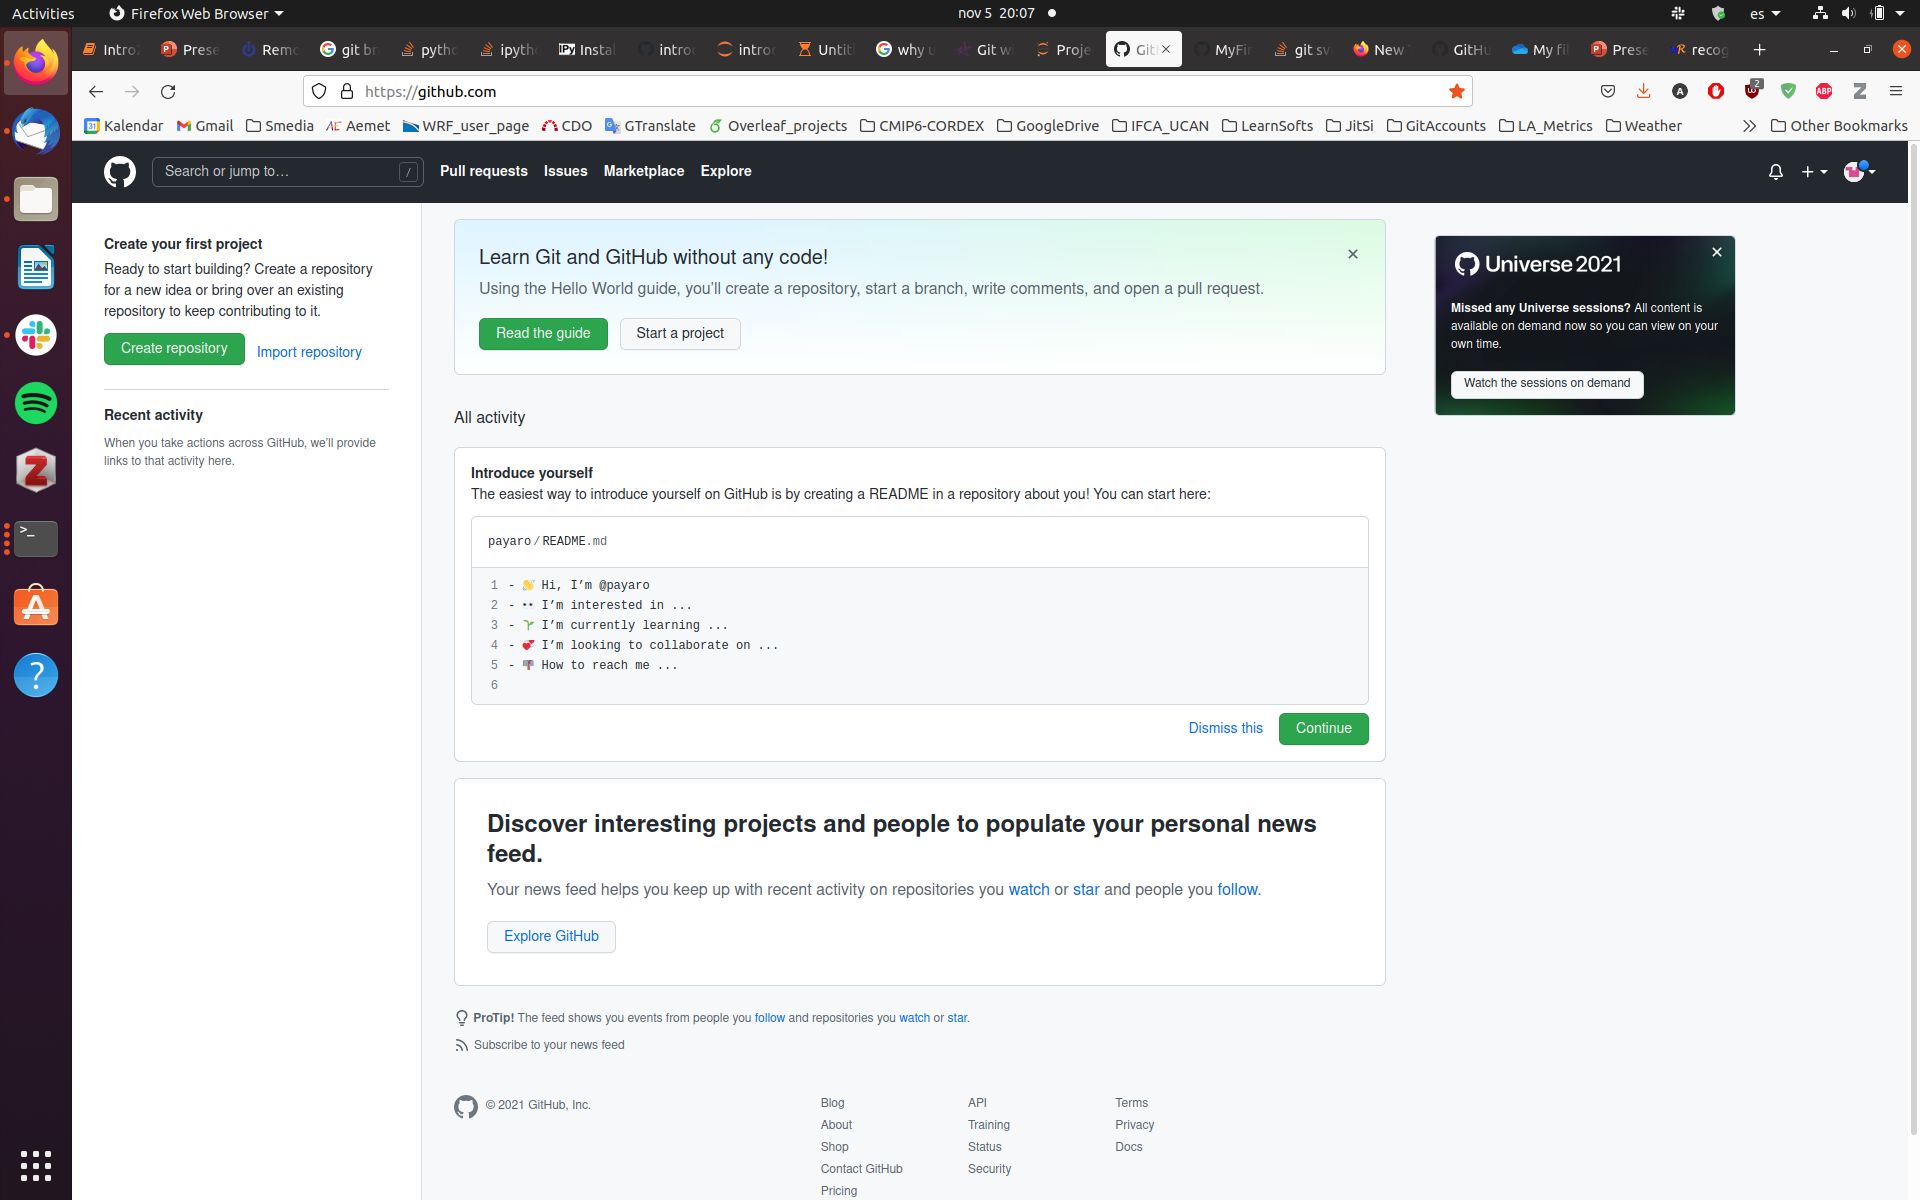 Activities
Firefox Web Browser
nov 5 20:07
es
Intro
Prese
Remo
git br
pytho
ipyth
IPy Instal
introd
introd
Untit
why u
Git wi
Proje
Git
MyFir
git sw
New
GitHu
My fil
Prese
recog
https://github.com
2
Kalendar
Gmail
Smedia
Aemet
WRF_user_page
CDO
GTranslate
Overleaf_projects
CMIP6-CORDEX
GoogleDrive
IFCA_UCAN
LearnSofts
JitSi
GitAccounts
LA_Metrics
Weather
Other Bookmarks
Search or jump to… /
Pull requests
Issues
Marketplace
Explore
Create your first project
Ready to start building? Create a repository
for a new idea or bring over an existing
repository to keep contributing to it.
Create repository
Import repository
Recent activity
When you take actions across GitHub, we'll provide
links to that activity here.
Learn Git and GitHub without any code!
Using the Hello World guide, you'll create a repository, start a branch, write comments, and open a pull request.
Read the guide
Start a project
Universe 2021
Missed any Universe sessions? All content is
available on demand now so you can view on your
own time.
Watch the sessions on demand
All activity
Introduce yourself
The easiest way to introduce yourself on GitHub is by creating a README in a repository about you! You can start here:
payaro/README.md
1 - 👋 Hi, I’m @payaro
2 - 👀 I’m interested in ...
3 - 🌱 I’m currently learning ...
4 - 💞️ I’m looking to collaborate on ...
5 - 📫 How to reach me ...
6
Dismiss this
Continue
Discover interesting projects and people to populate your personal news
feed.
Your news feed helps you keep up with recent activity on repositories you watch or star and people you follow.
Explore GitHub
ProTip! The feed shows you events from people you follow and repositories you watch or star.
Subscribe to your news feed
© 2021 GitHub, Inc.
Blog
About
Shop
Contact GitHub
Pricing
API
Training
Status
Security
Terms
Privacy
Docs